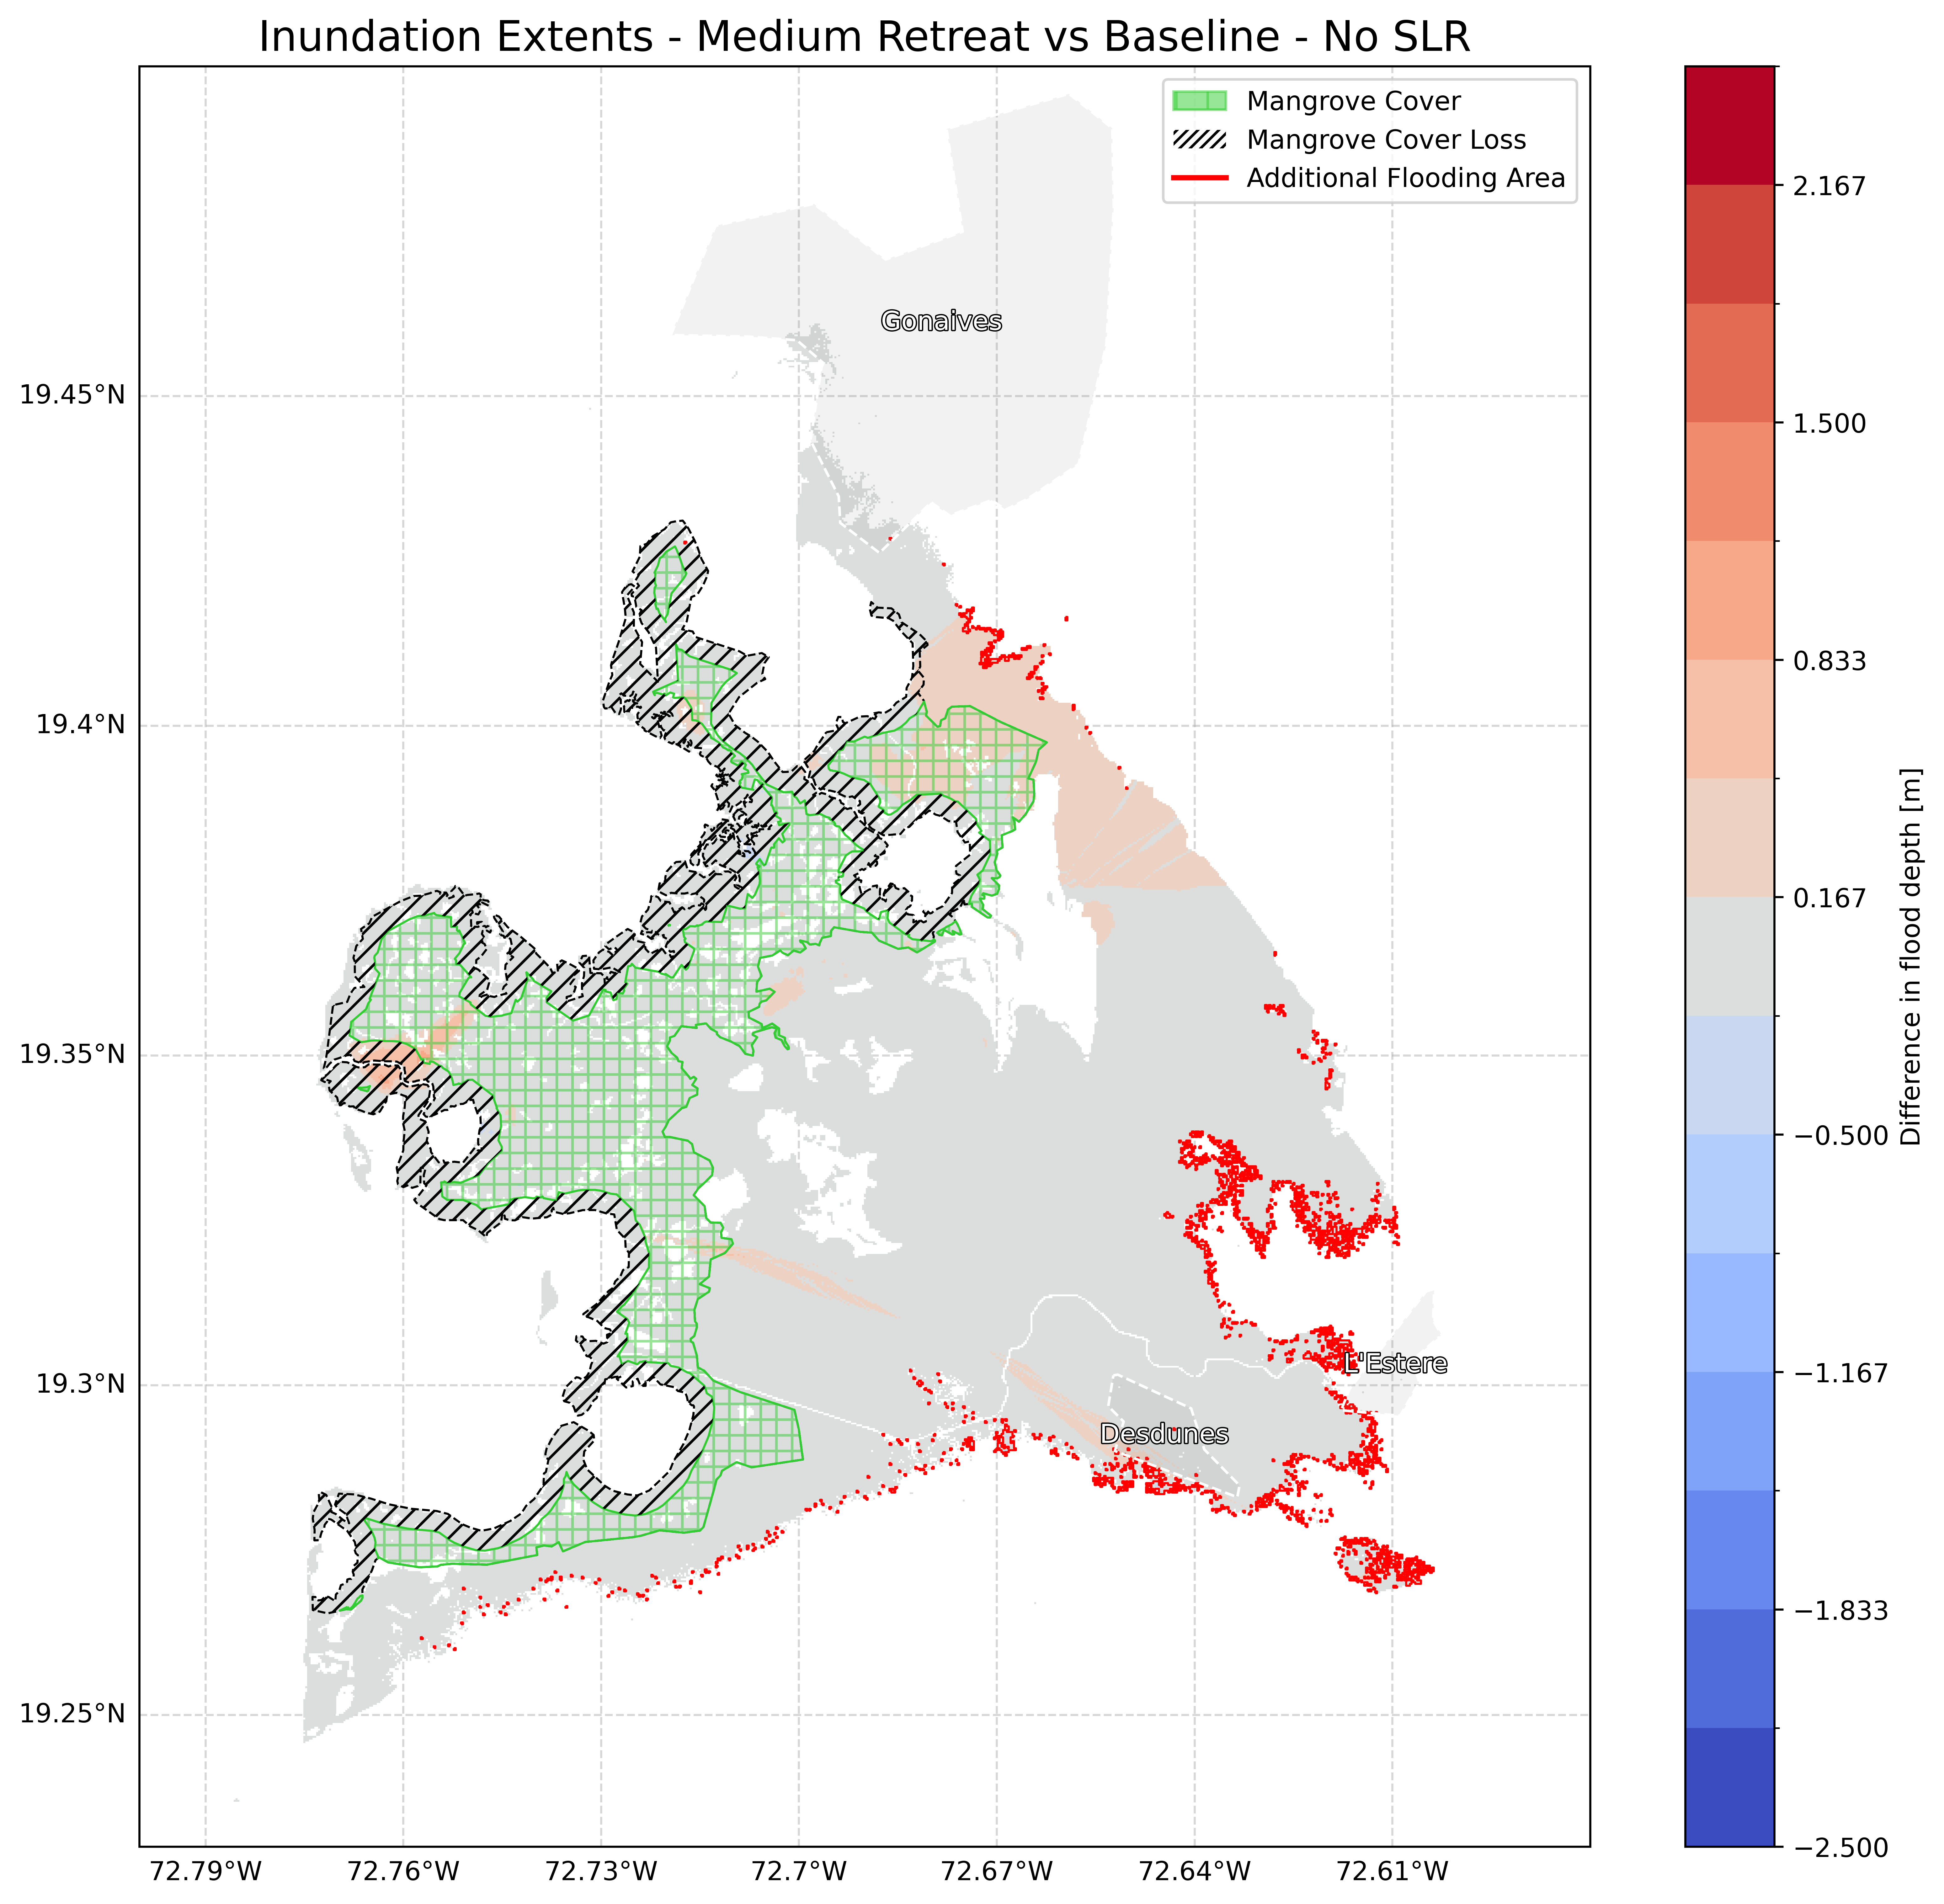 Inundation Extents - Medium Retreat vs Baseline - No SLR
Mangrove Cover
Mangrove Cover Loss
Additional Flooding Area
Gonaives
L'Estere
Desdunes
19.45°N
19.4°N
19.35°N
19.3°N
19.25°N
72.79°W
72.76°W
72.73°W
72.7°W
72.67°W
72.64°W
72.61°W
2.167
1.500
0.833
0.167
−0.500
−1.167
−1.833
−2.500
Difference in flood depth [m]